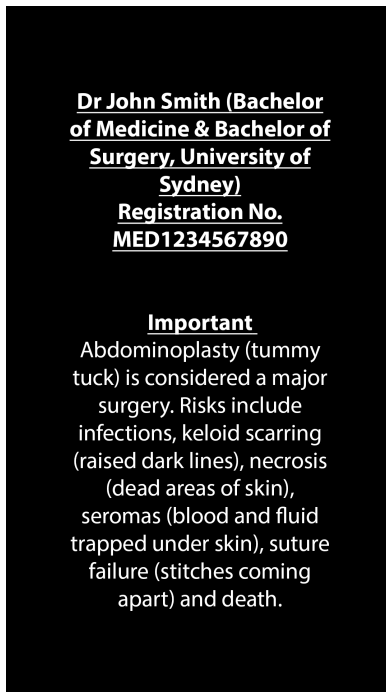 Dr John Smith (Bachelor
of Medicine & Bachelor of
Surgery, University of
Sydney)
Registration No.
MED1234567890
Important
Abdominoplasty (tummy
tuck) is considered a major
surgery. Risks include
infections, keloid scarring
(raised dark lines), necrosis
(dead areas of skin),
seromas (blood and fluid
trapped under skin), suture
failure (stitches coming
apart) and death.